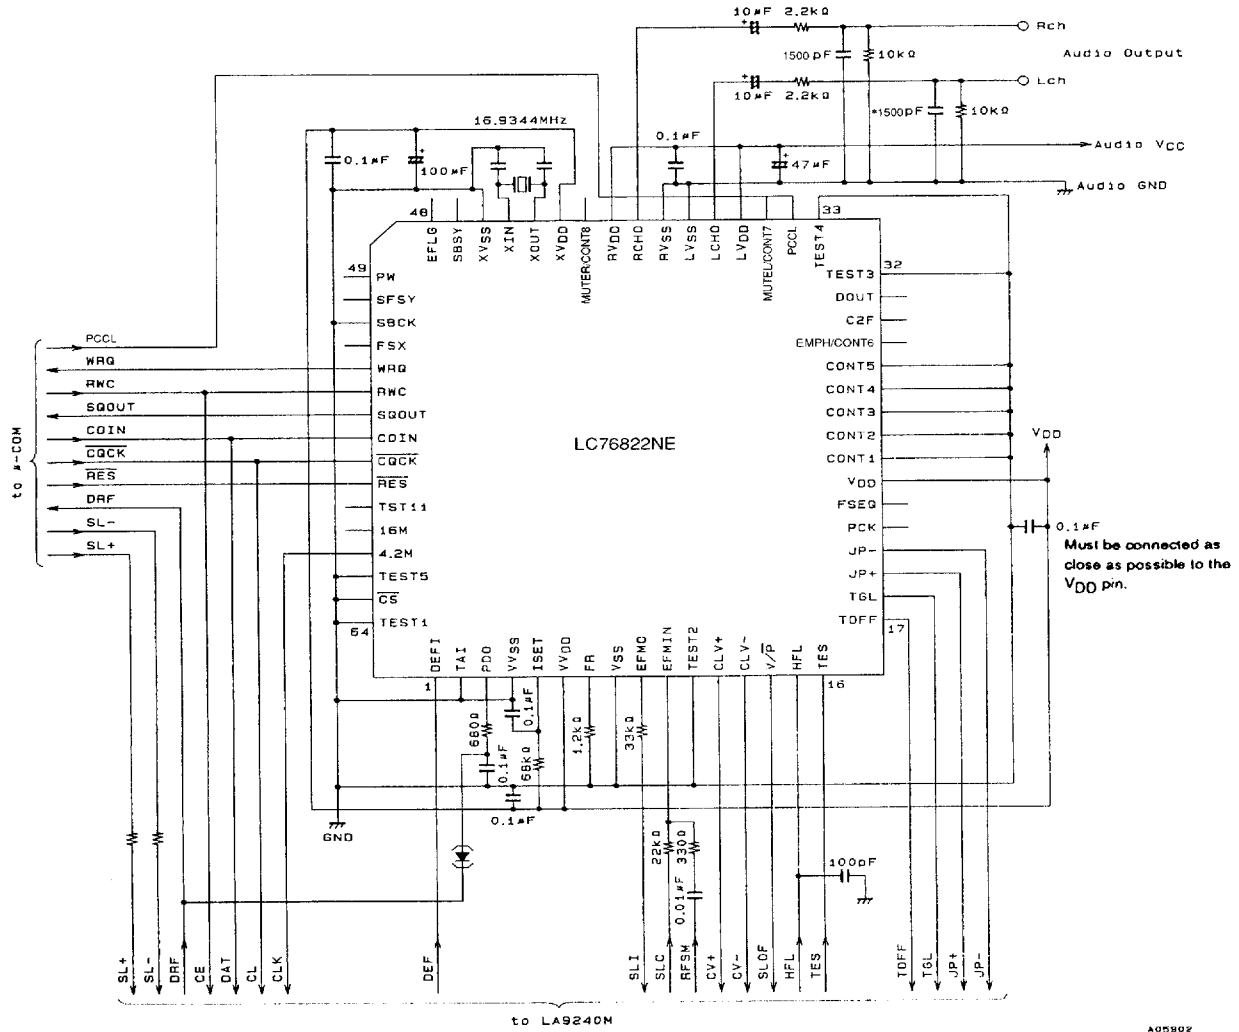 10µF 2.2kΩ
Rch
1500pF
10kΩ
Audio Output
Lch
10µF 2.2kΩ
*1500pF
10kΩ
16.9344MHz
0.1µF
0.1µF
100µF
47µF
Audio VCC
Audio GND
48
33
EFLG
SBSY
XVSS
XIN
XOUT
XVDD
MUTER/CONT8
RVDD
RCHO
RVSS
LVSS
LCHO
LVDD
MUTEL/CONT7
PCCL
TEST4
49
32
PW
SFSY
SBCK
FSX
WRQ
RWC
SQOUT
COIN
CQCK
RES
TST11
16M
4.2M
TEST5
CS
TEST1
64
TEST3
DOUT
C2F
EMPH/CONT6
CONT5
CONT4
CONT3
CONT2
CONT1
VDD
FSEQ
PCK
JP-
JP+
TGL
TOFF
17
LC76822NE
to µ-COM
PCCL
WRQ
RWC
SQOUT
COIN
CQCK
RES
DRF
SL-
SL+
VDD
0.1µF
Must be connected as
close as possible to the
VDD pin.
DEFI
TAI
PDO
VVSS
ISET
VVDD
FR
VSS
EFMO
EFMIN
TEST2
CLV+
CLV-
V/P
HFL
TES
1
16
680Ω
0.1µF
0.1µF
68kΩ
1.2kΩ
33kΩ
0.1µF
GND
22kΩ
330Ω
0.01µF
100pF
SL+
SL-
DRF
CE
DAT
CL
CLK
DEF
SLI
SLC
RFSM
CV+
CV-
SLOF
HFL
TES
TOFF
TGL
JP+
JP-
to LA9240M
A05902